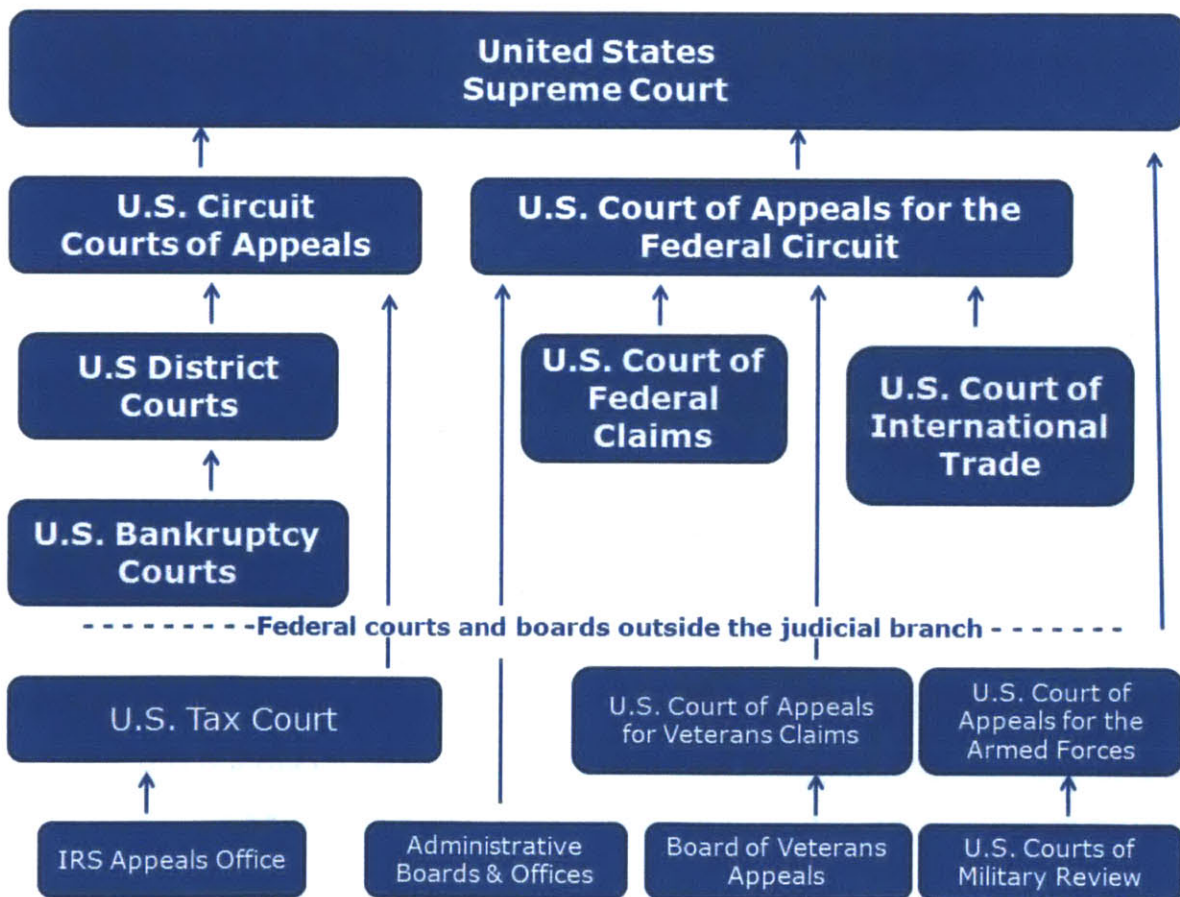 United States
Supreme Court
U.S. Circuit
Courts of Appeals
U.S. Court of Appeals for the
Federal Circuit
U.S District
Courts
U.S. Court of
Federal
Claims
U.S. Court of
International
Trade
U.S. Bankruptcy
Courts
Federal courts and boards outside the judicial branch
U.S. Tax Court
U.S. Court of Appeals
for Veterans Claims
U.S. Court of
Appeals for the
Armed Forces
IRS Appeals Office
Administrative
Boards & Offices
Board of Veterans
Appeals
U.S. Courts of
Military Review